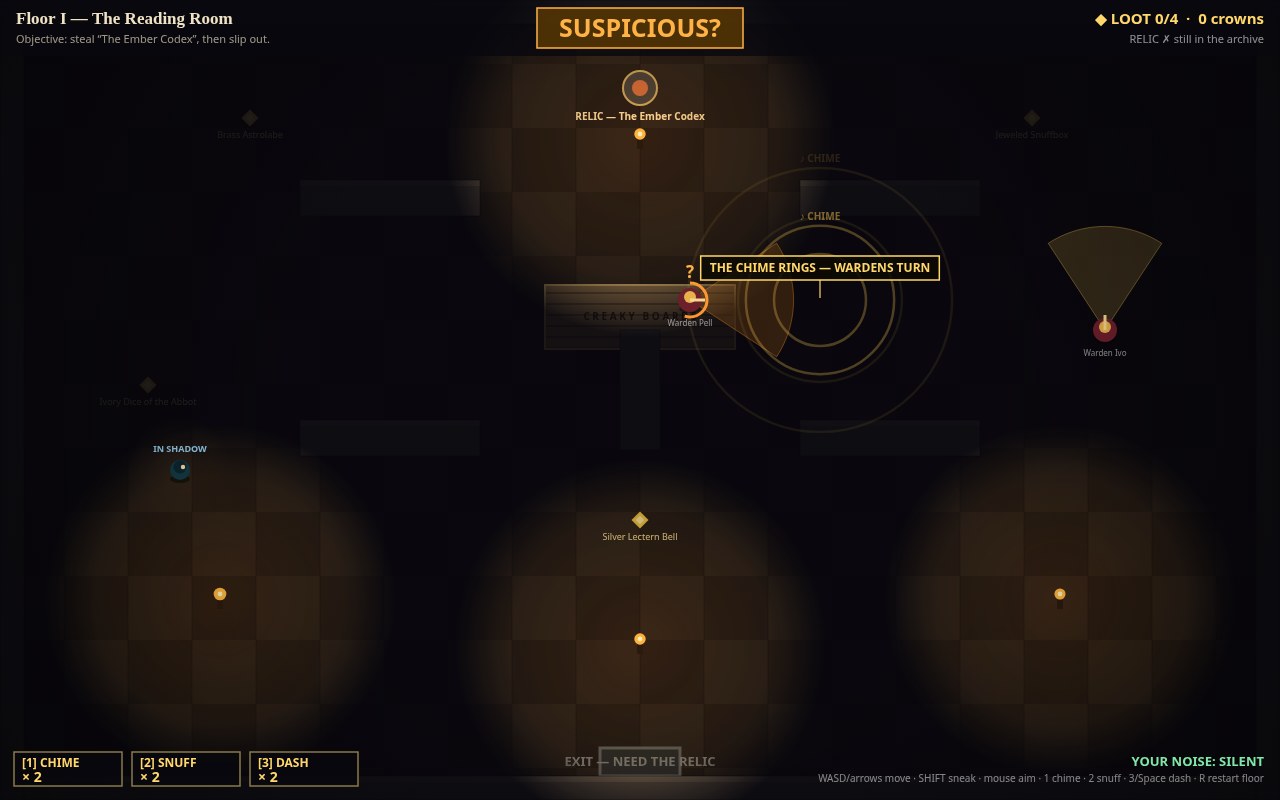 Floor I — The Reading Room
Objective: steal “The Ember Codex”, then slip out.
SUSPICIOUS?
◆ LOOT 0/4 · 0 crowns
RELIC ✗ still in the archive
RELIC — The Ember Codex
Brass Astrolabe
Jeweled Snuffbox
♪ CHIME
♪ CHIME
?
THE CHIME RINGS — WARDENS TURN
CREAKY BOAR
Warden Pell
Warden Ivo
Ivory Dice of the Abbot
IN SHADOW
Silver Lectern Bell
EXIT — NEED THE RELIC
[1] CHIME
× 2
[2] SNUFF
× 2
[3] DASH
× 2
YOUR NOISE: SILENT
WASD/arrows move · SHIFT sneak · mouse aim · 1 chime · 2 snuff · 3/Space dash · R restart floor